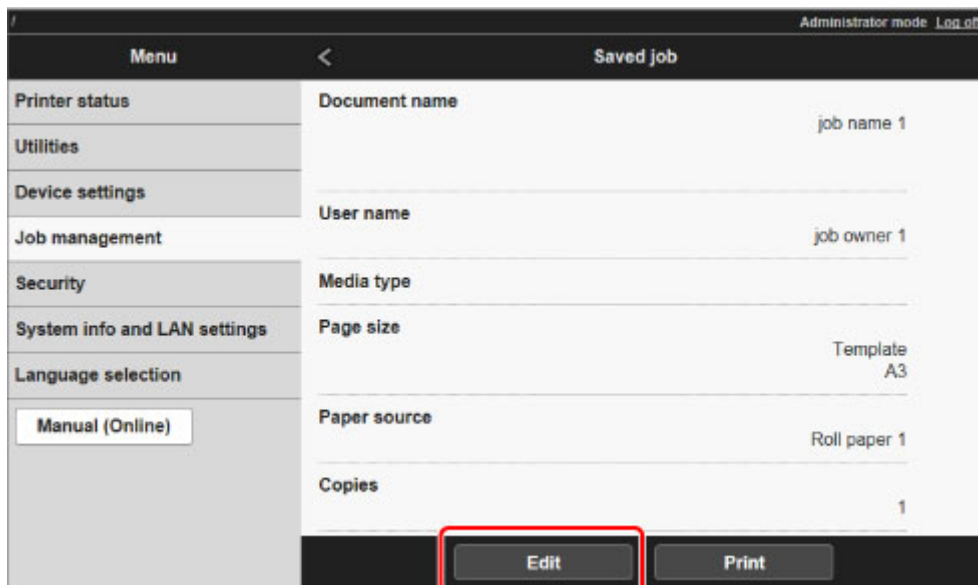 /
Administrator mode Log off
Menu
< Saved job
Printer status
Utilities
Device settings
Job management
Security
System info and LAN settings
Language selection
Manual (Online)
Document name
job name 1
User name
job owner 1
Media type
Page size
Template
A3
Paper source
Roll paper 1
Copies
1
Edit
Print